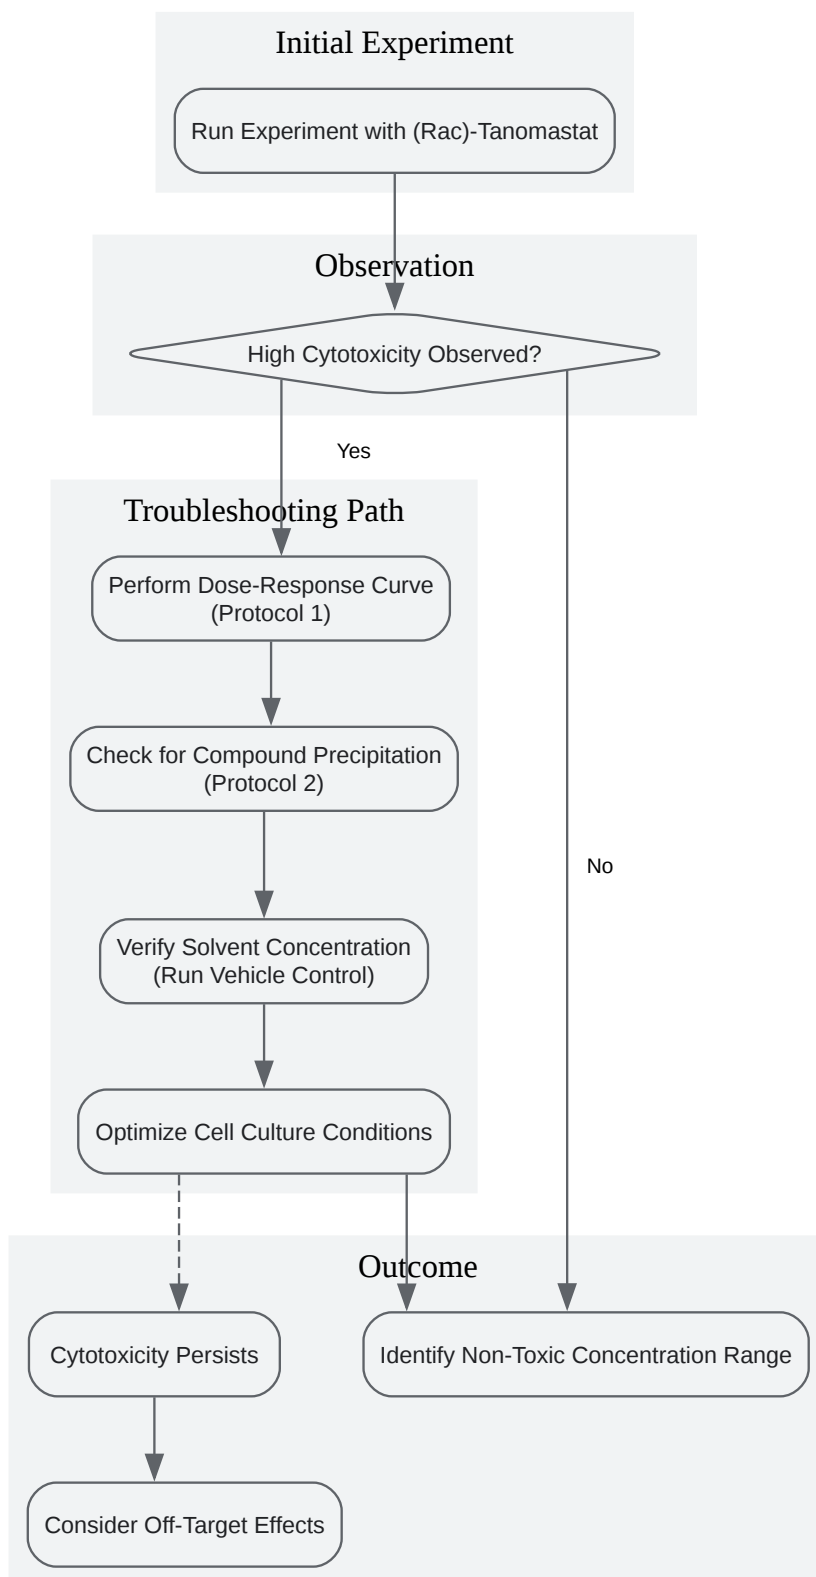 Initial Experiment
Run Experiment with (Rac)-Tanomastat
Observation
High Cytotoxicity Observed?
Yes
Troubleshooting Path
Perform Dose-Response Curve
(Protocol 1)
Check for Compound Precipitation
(Protocol 2)
No
Verify Solvent Concentration
(Run Vehicle Control)
Optimize Cell Culture Conditions
Outcome
Cytotoxicity Persists
Identify Non-Toxic Concentration Range
Consider Off-Target Effects